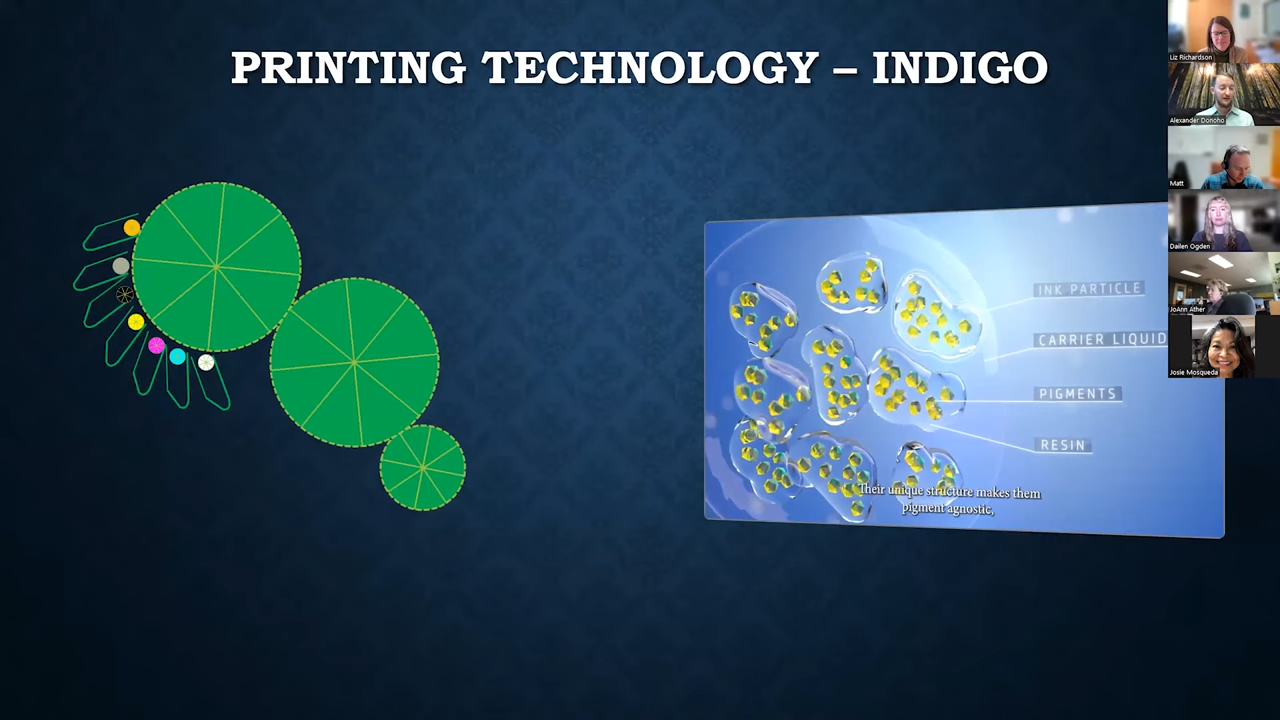 PRINTING TECHNOLOGY – INDIGO
INK PARTICLE
CARRIER LIQUID
PIGMENTS
RESIN
Their unique structure makes them
pigment agnostic,
Liz Richardson
Alexander Donoho
Matt
Dailen Ogden
JoAnn Ather
Josie Mosqueda